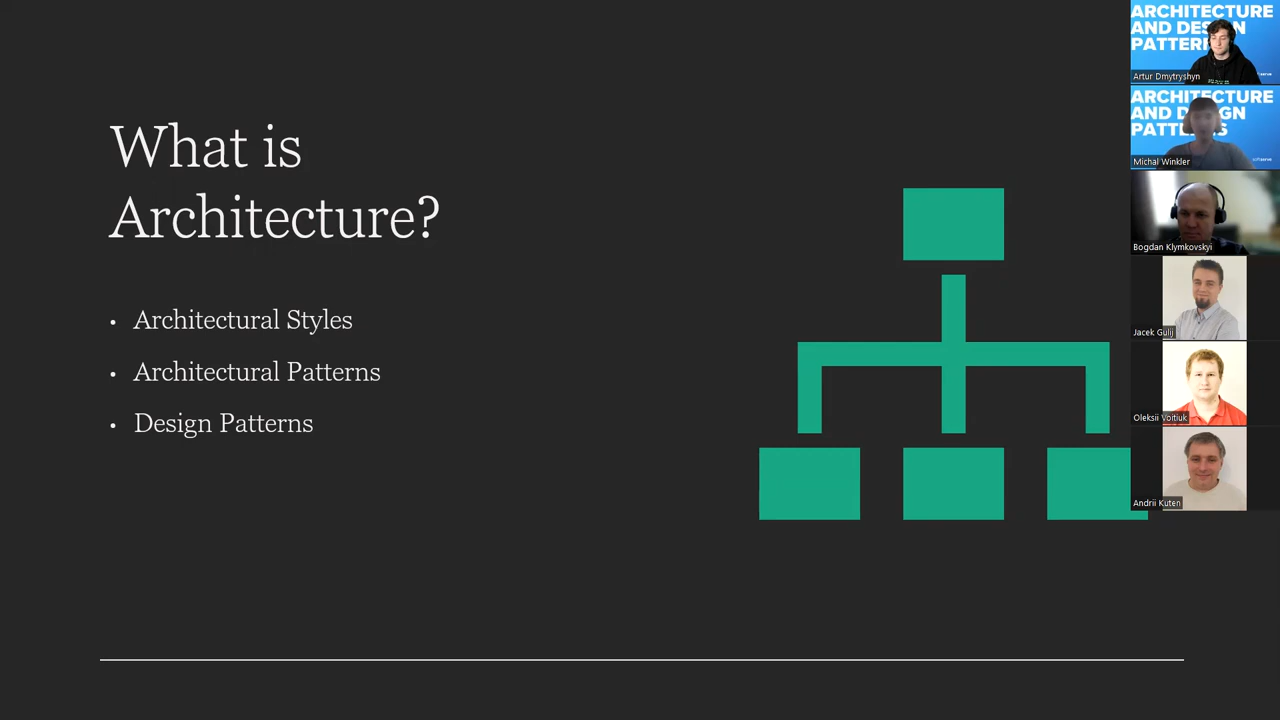 What is
Architecture?
• Architectural Styles
• Architectural Patterns
• Design Patterns
ARCHITECTURE
AND DESIGN
Artur Dmytryshyn
ARCHITECTURE
AND DESIGN
PATTERNS
Michal Winkler
Bogdan Klymkovskyi
Jacek Gulij
Oleksii Voitiuk
Andrii Kuten